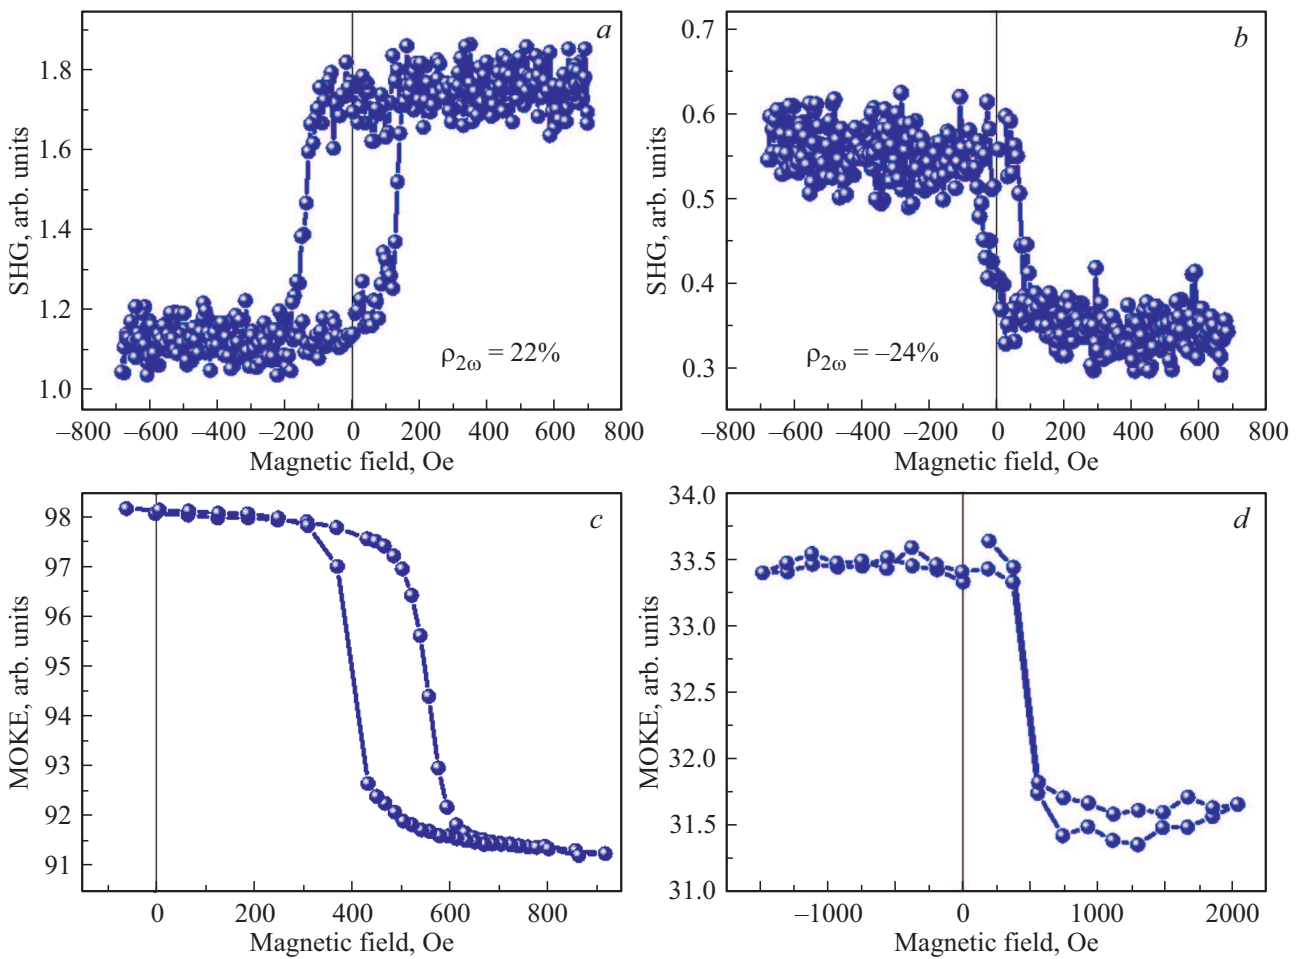 a
SHG, arb. units
1.8
1.6
1.4
1.2
1.0
ρ2ω = 22%
–800 –600 –400 –200 0 200 400 600 800
Magnetic field, Oe
b
SHG, arb. units
0.7
0.6
0.5
0.4
0.3
ρ2ω = –24%
–800 –600 –400 –200 0 200 400 600 800
Magnetic field, Oe
c
MOKE, arb. units
98
97
96
95
94
93
92
91
0 200 400 600 800
Magnetic field, Oe
d
MOKE, arb. units
34.0
33.5
33.0
32.5
32.0
31.5
31.0
–1000 0 1000 2000
Magnetic field, Oe